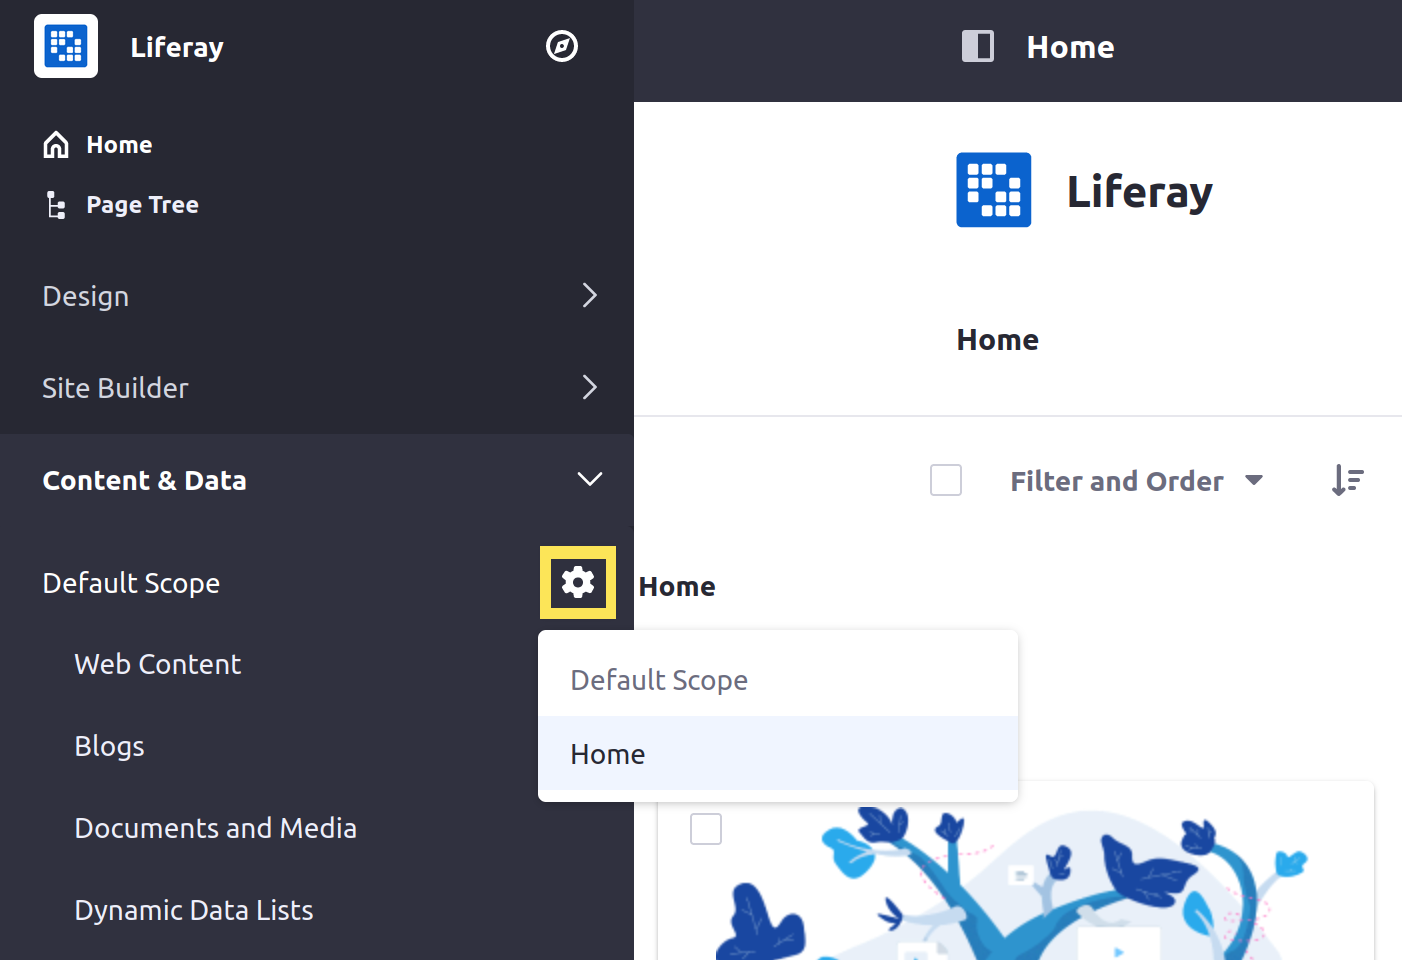 Liferay
Home
Page Tree
Design
Site Builder
Content & Data
Default Scope
Web Content
Blogs
Documents and Media
Dynamic Data Lists
Home
Liferay
Home
Filter and Order
Home
Default Scope
Home